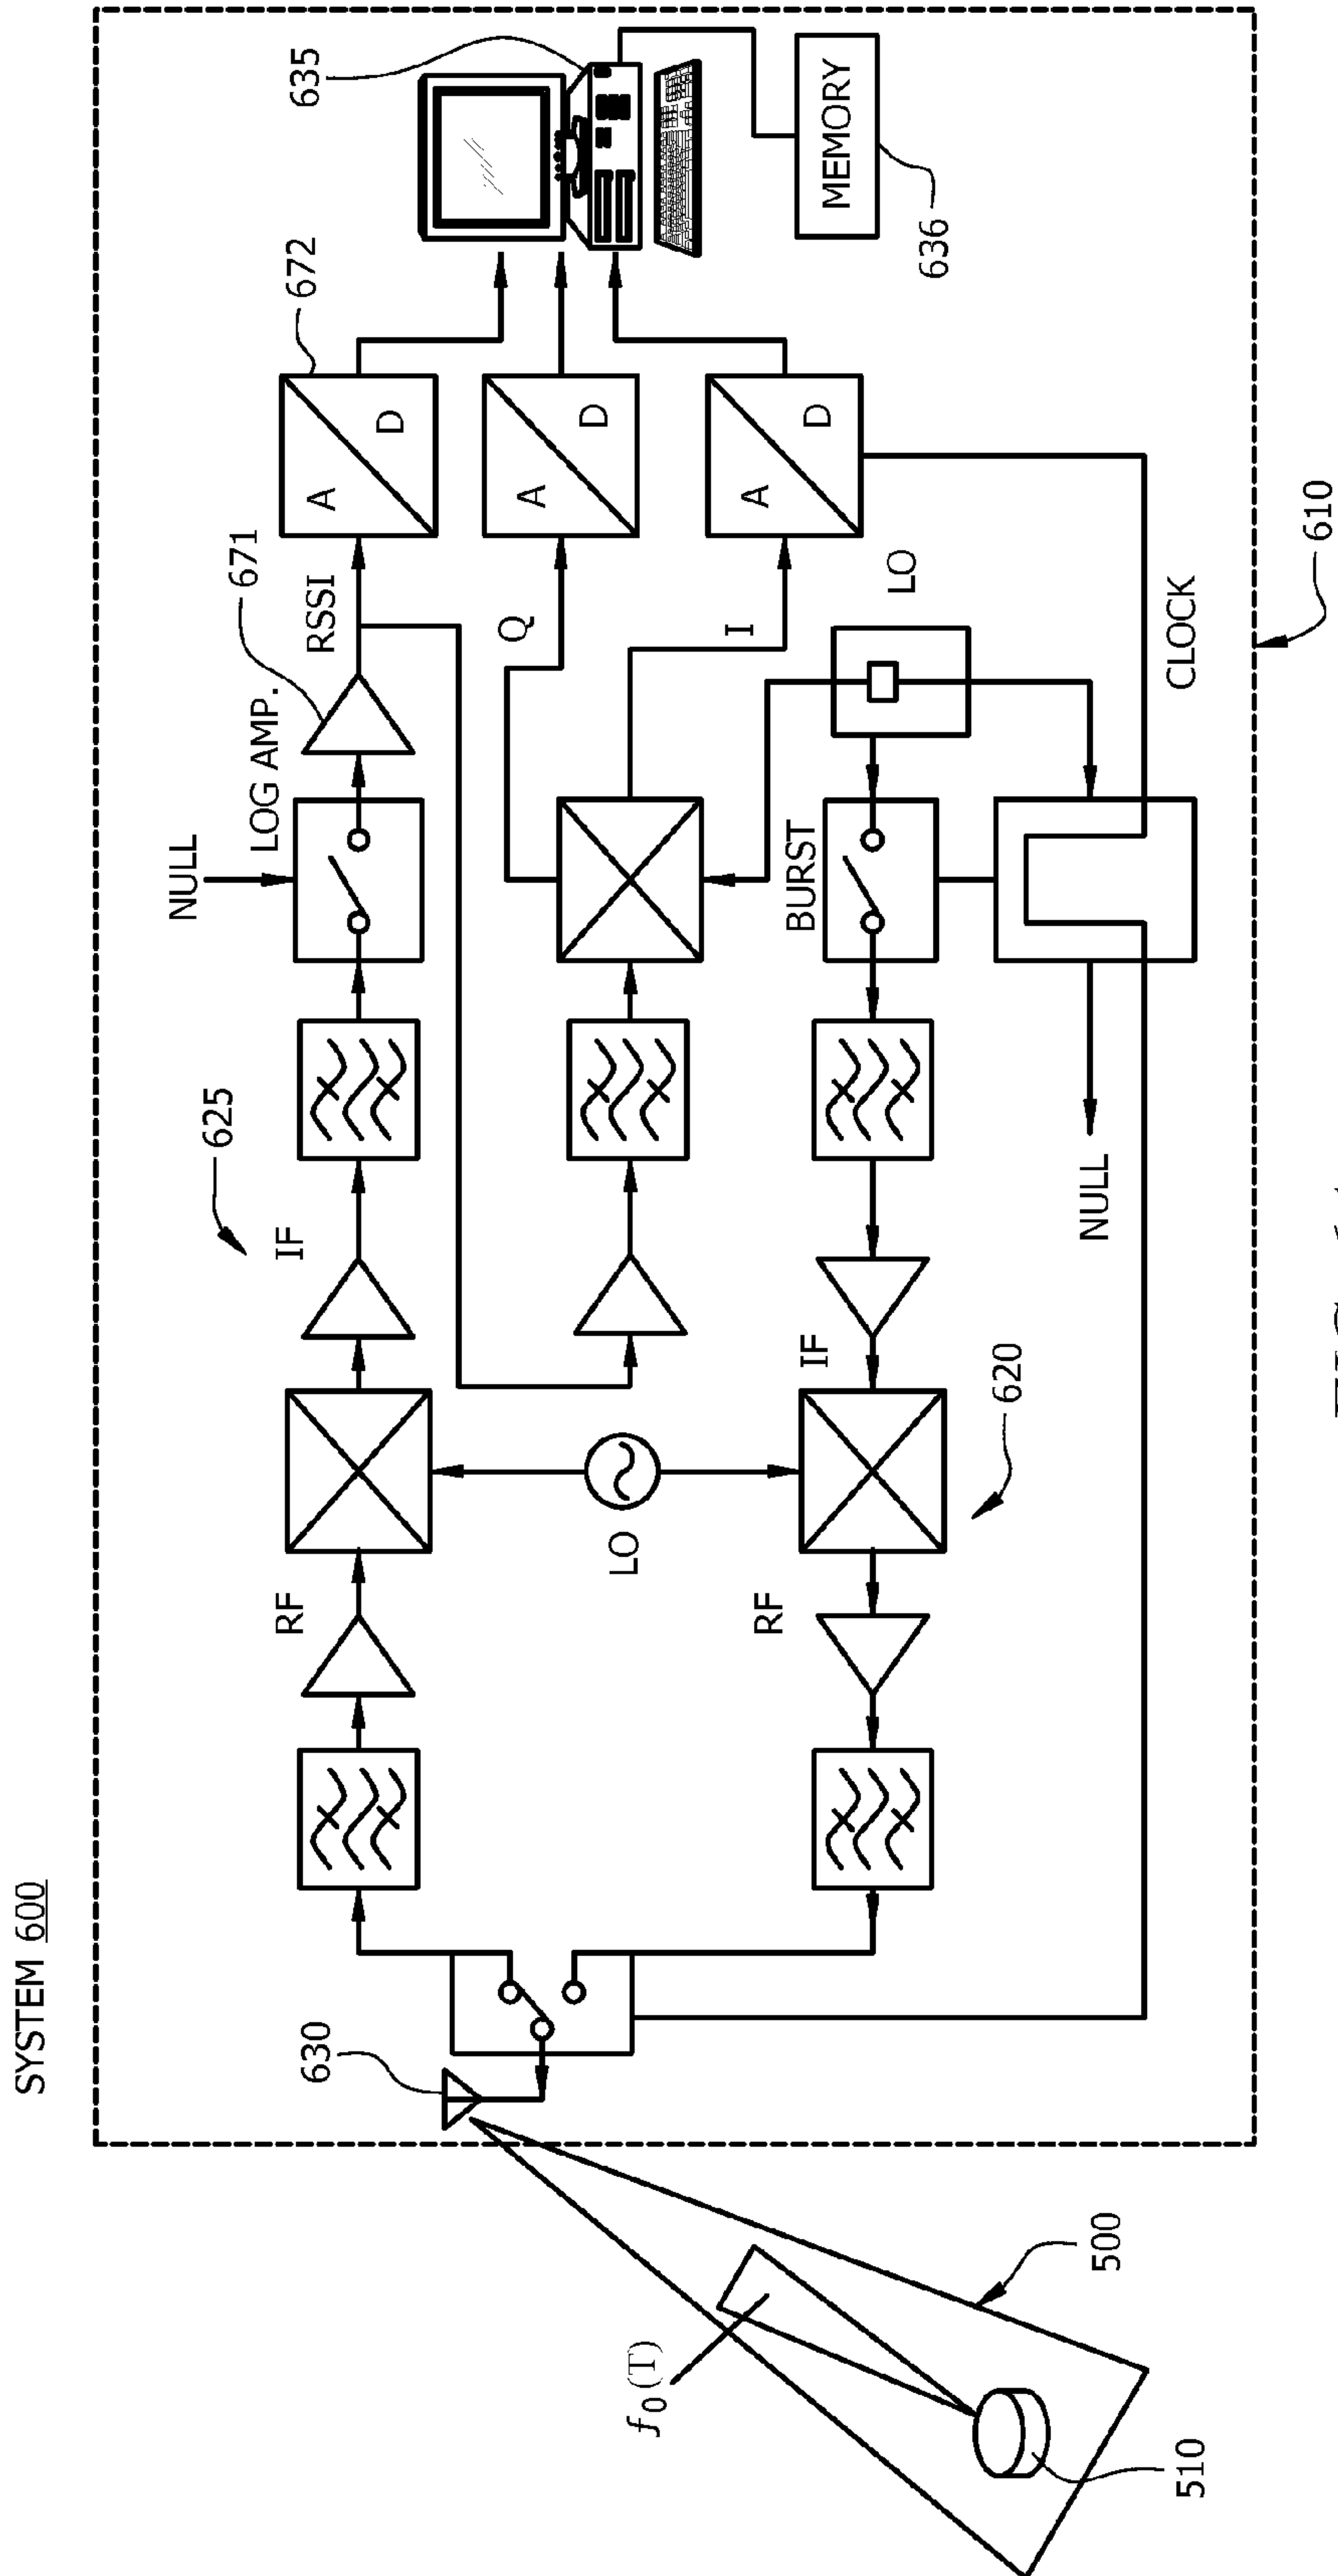 SYSTEM 600
630
RF
IF
625
NULL
LOG AMP.
671
RSSI
A
D
672
635
Q
A
D
I
A
D
MEMORY
636
LO
LO
RF
IF
620
BURST
NULL
CLOCK
610
f0(T)
500
510